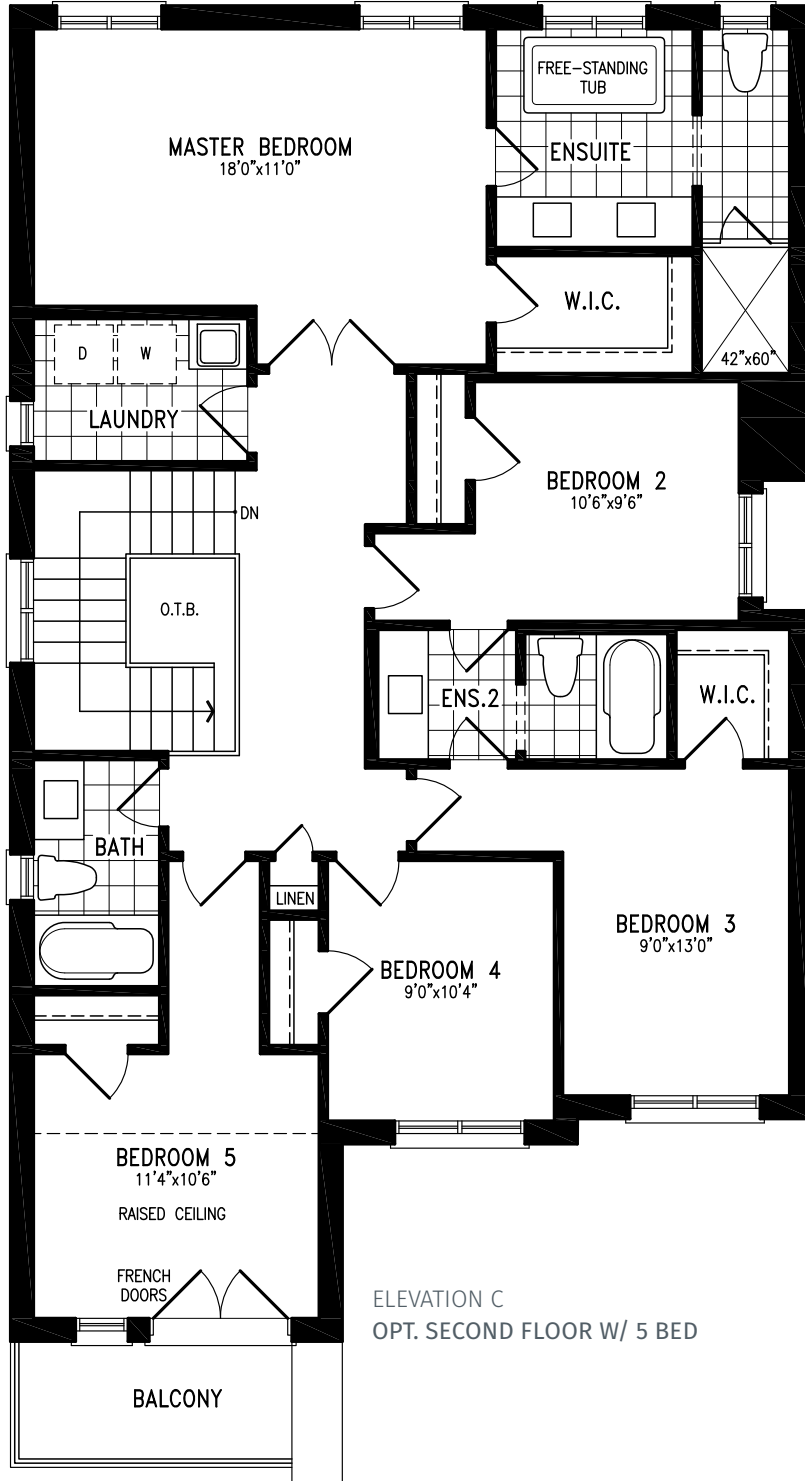 FREE-STANDING
TUB
MASTER BEDROOM
18'0"x11'0"
ENSUITE
W.I.C.
D
W
42"x60"
LAUNDRY
BEDROOM 2
10'6"x9'6"
DN
O.T.B.
ENS.2
W.I.C.
BATH
LINEN
BEDROOM 3
9'0"x13'0"
BEDROOM 4
9'0"x10'4"
BEDROOM 5
11'4"x10'6"
RAISED CEILING
FRENCH
DOORS
ELEVATION C
OPT. SECOND FLOOR W/ 5 BED
BALCONY